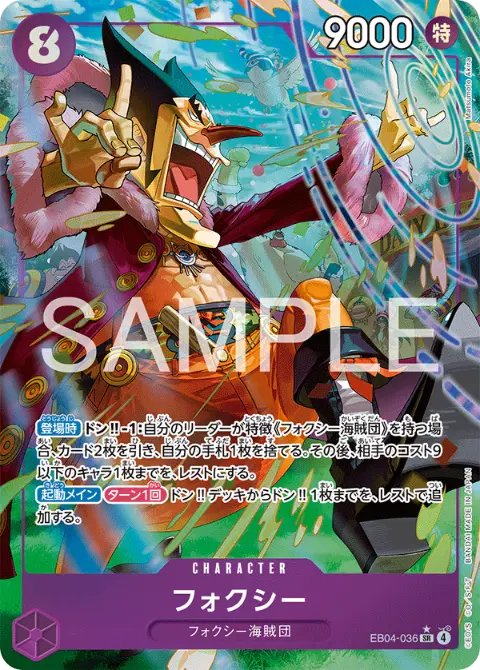 8
9000
特
Matsumoto Akira
SAMPLE
登場時 ドン!!-1:自分のリーダーが特徴《フォクシー海賊団》を持つ場
合、カード2枚を引き、自分の手札1枚を捨てる。その後、相手のコスト9
以下のキャラ1枚までを、レストにする。
起動メイン ターン1回 ドン!!デッキからドン!!1枚までを、レストで追
加する。
CHARACTER
フォクシー
フォクシー海賊団
EB04-036 SR 4
BANDAI MADE IN JAPAN